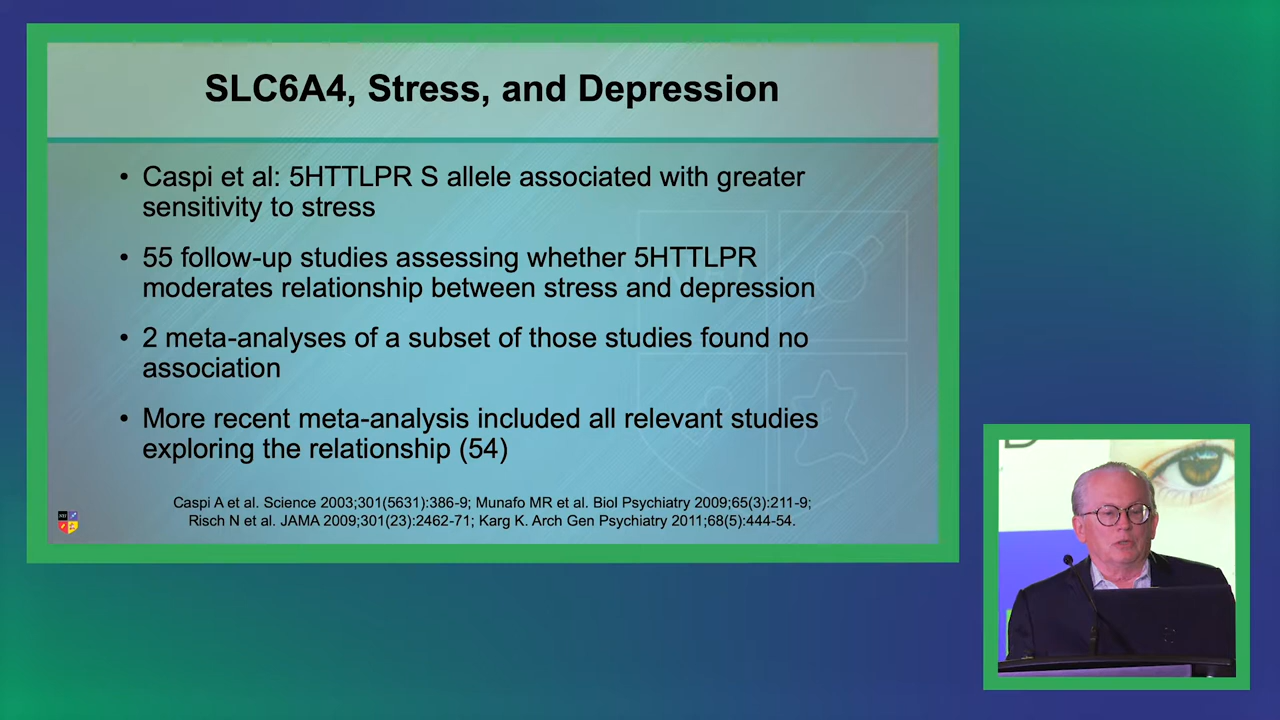 SLC6A4, Stress, and Depression
• Caspi et al: 5HTTLPR S allele associated with greater
sensitivity to stress
• 55 follow-up studies assessing whether 5HTTLPR
moderates relationship between stress and depression
• 2 meta-analyses of a subset of those studies found no
association
• More recent meta-analysis included all relevant studies
exploring the relationship (54)
Caspi A et al. Science 2003;301(5631):386-9; Munafo MR et al. Biol Psychiatry 2009;65(3):211-9;
Risch N et al. JAMA 2009;301(23):2462-71; Karg K. Arch Gen Psychiatry 2011;68(5):444-54.